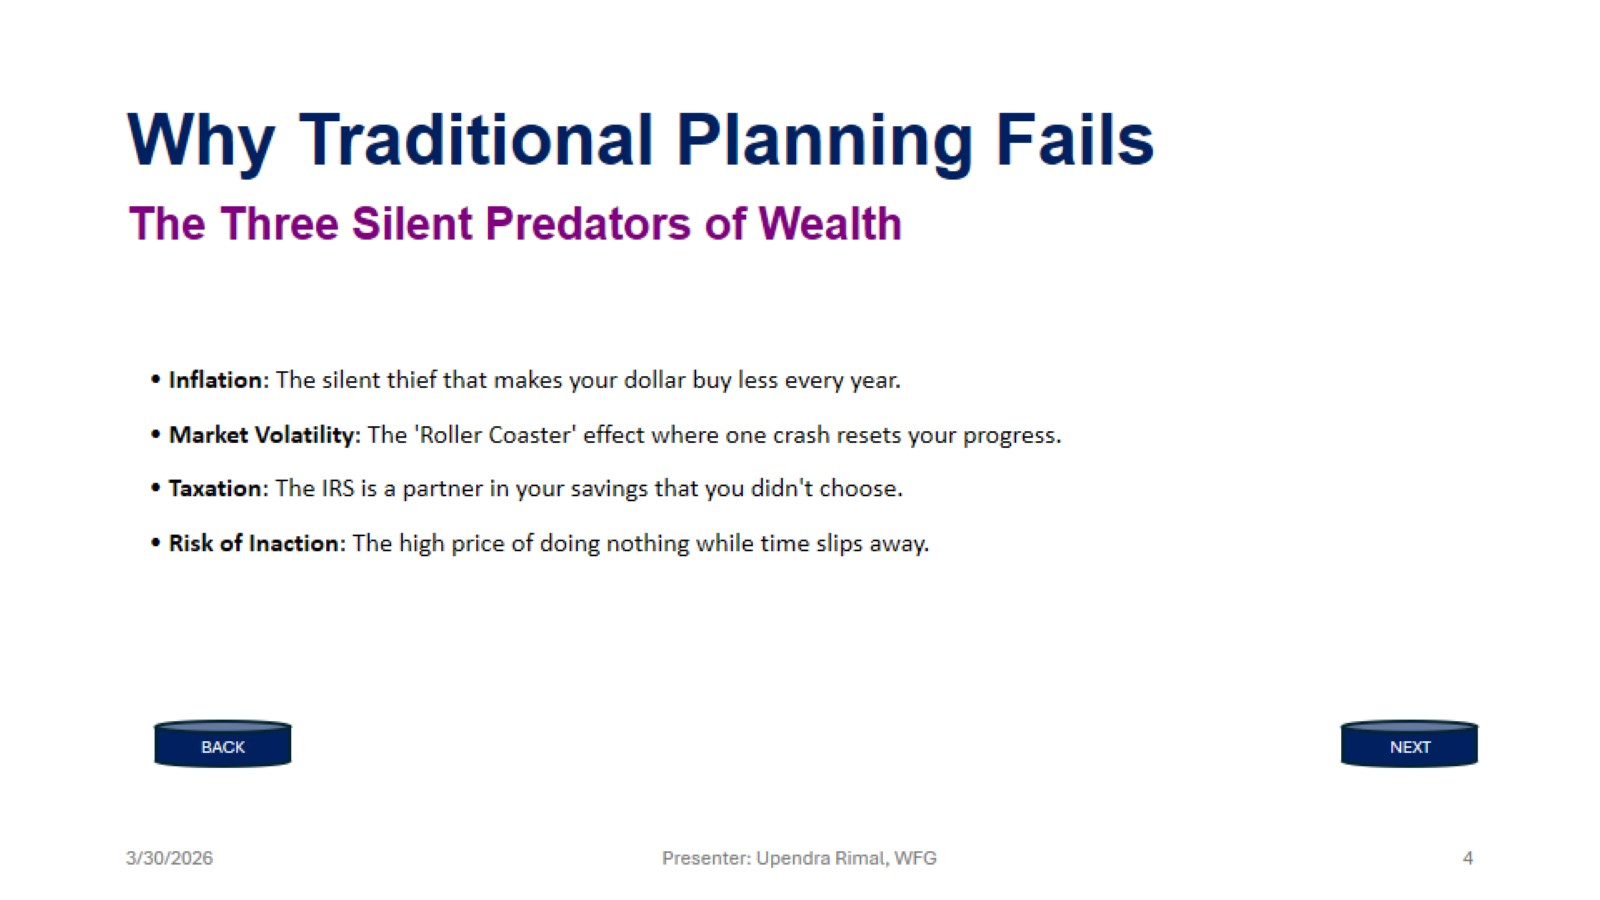 Why Traditional Planning Fails
The Three Silent Predators of Wealth
• Inflation: The silent thief that makes your dollar buy less every year.
• Market Volatility: The 'Roller Coaster' effect where one crash resets your progress.
• Taxation: The IRS is a partner in your savings that you didn't choose.
• Risk of Inaction: The high price of doing nothing while time slips away.
BACK
NEXT
3/30/2026
Presenter: Upendra Rimal, WFG
4